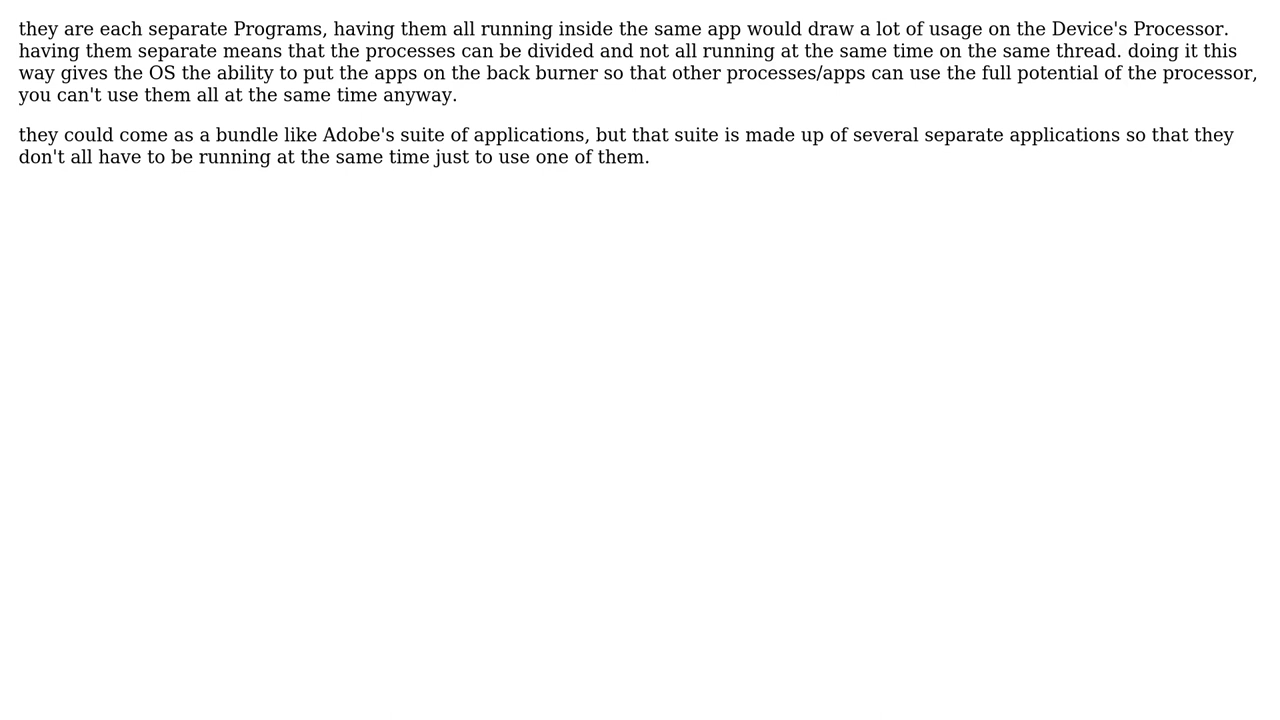 they are each separate Programs, having them all running inside the same app would draw a lot of usage on the Device's Processor.
having them separate means that the processes can be divided and not all running at the same time on the same thread. doing it this
way gives the OS the ability to put the apps on the back burner so that other processes/apps can use the full potential of the processor,
you can't use them all at the same time anyway.
they could come as a bundle like Adobe's suite of applications, but that suite is made up of several separate applications so that they
don't all have to be running at the same time just to use one of them.